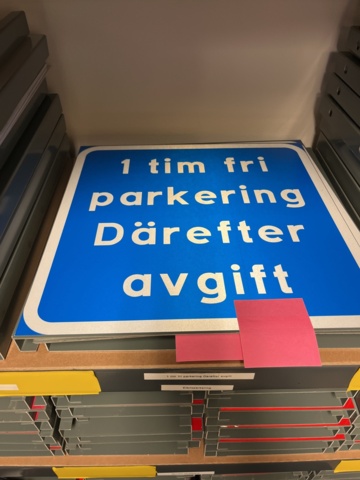 1 tim fri
parkering
Därefter
avgift